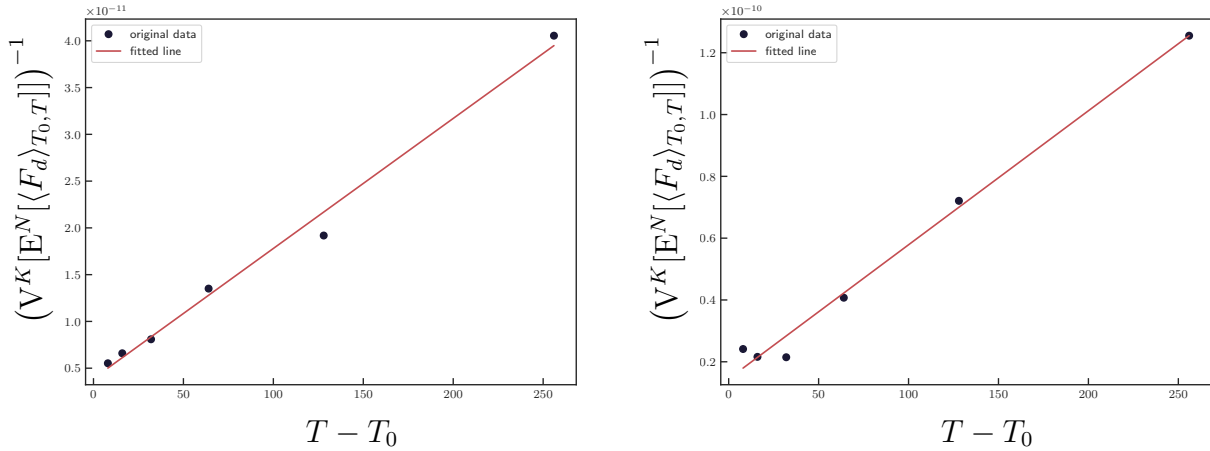 ×10⁻¹¹
original data
fitted line
4.0
3.5
3.0
2.5
2.0
1.5
1.0
0.5
(V^K[E^N[⟨F_d⟩_{T_0,T}]])^{-1}
0 50 100 150 200 250
T − T_0
×10⁻¹⁰
original data
fitted line
1.2
1.0
0.8
0.6
0.4
0.2
(V^K[E^N[⟨F_d⟩_{T_0,T}]])^{-1}
0 50 100 150 200 250
T − T_0